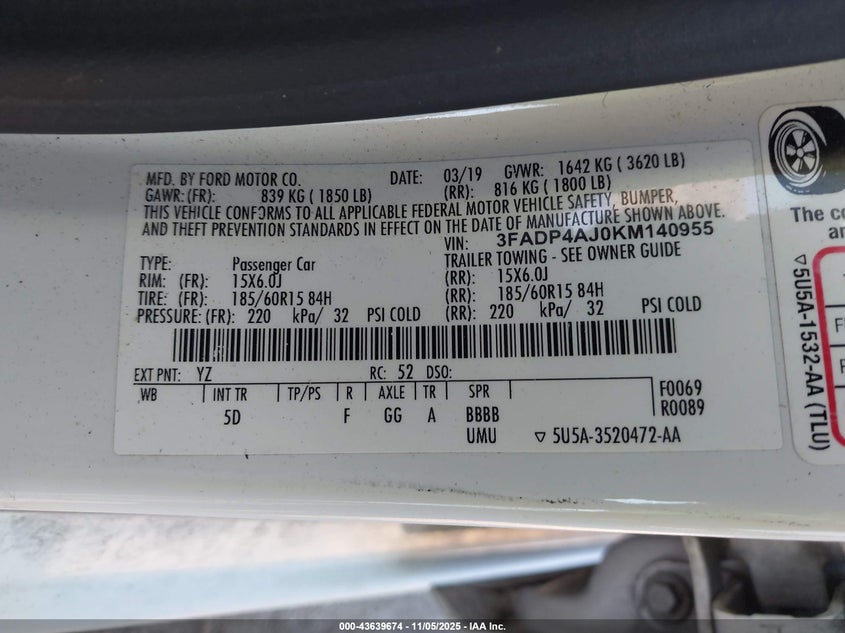 MFD. BY FORD MOTOR CO. DATE: 03/19 GVWR: 1642 KG ( 3620 LB)
GAWR: (FR): 839 KG ( 1850 LB) (RR): 816 KG ( 1800 LB)
THIS VEHICLE CONFORMS TO ALL APPLICABLE FEDERAL MOTOR VEHICLE SAFETY, BUMPER,
AND THEFT PREVENTION STANDARDS IN EFFECT ON THE DATE OF MANUFACTURE SHOWN ABOVE.
VIN: 3FADP4AJ0KM140955
TYPE: Passenger Car TRAILER TOWING - SEE OWNER GUIDE
RIM: (FR): 15X6.0J (RR): 15X6.0J
TIRE: (FR): 185/60R15 84H (RR): 185/60R15 84H
PRESSURE: (FR): 220 kPa/ 32 PSI COLD (RR): 220 kPa/ 32 PSI COLD
EXT PNT: YZ RC: 52 DSO:
WB INT TR TP/PS R AXLE TR SPR F0069
5D F GG A BBBB R0089
UMU ▽ 5U5A-3520472-AA
The co
an
▽5U5A-1532-AA (TLU)
000-43639674 - 11/05/2025 - IAA Inc.